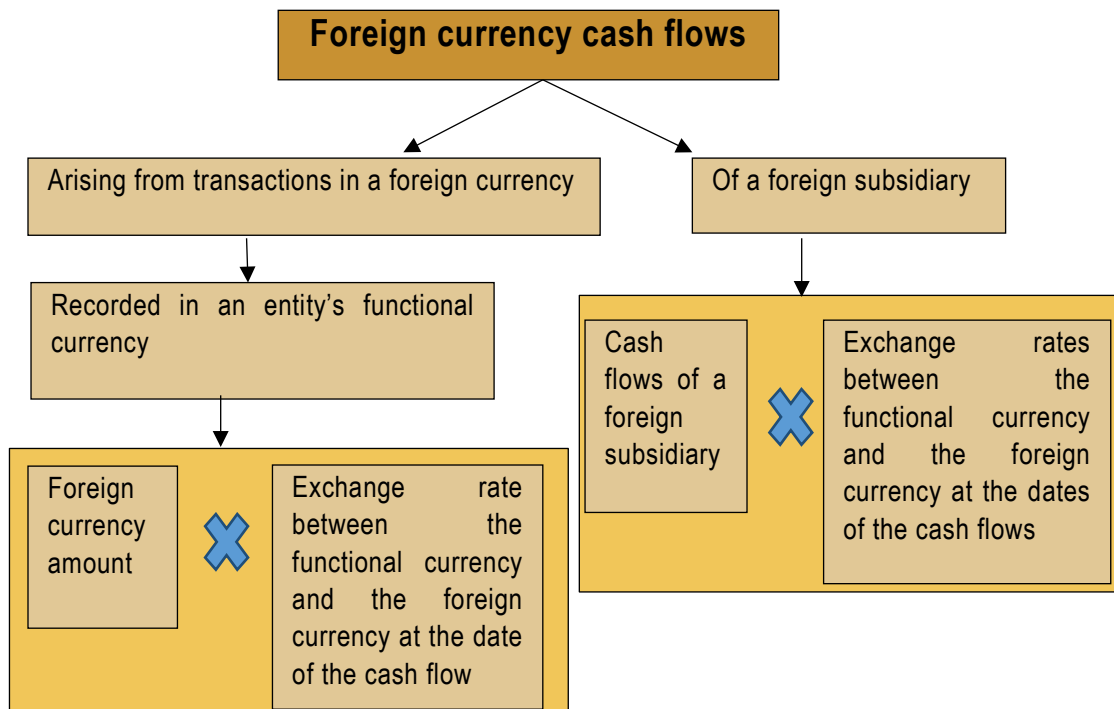 Foreign currency cash flows
Arising from transactions in a foreign currency
Of a foreign subsidiary
Recorded in an entity’s functional
currency
Foreign
currency
amount
Exchange rate
between the
functional currency
and the foreign
currency at the date
of the cash flow
Cash
flows of a
foreign
subsidiary
Exchange rates
between the
functional currency
and the foreign
currency at the dates
of the cash flows